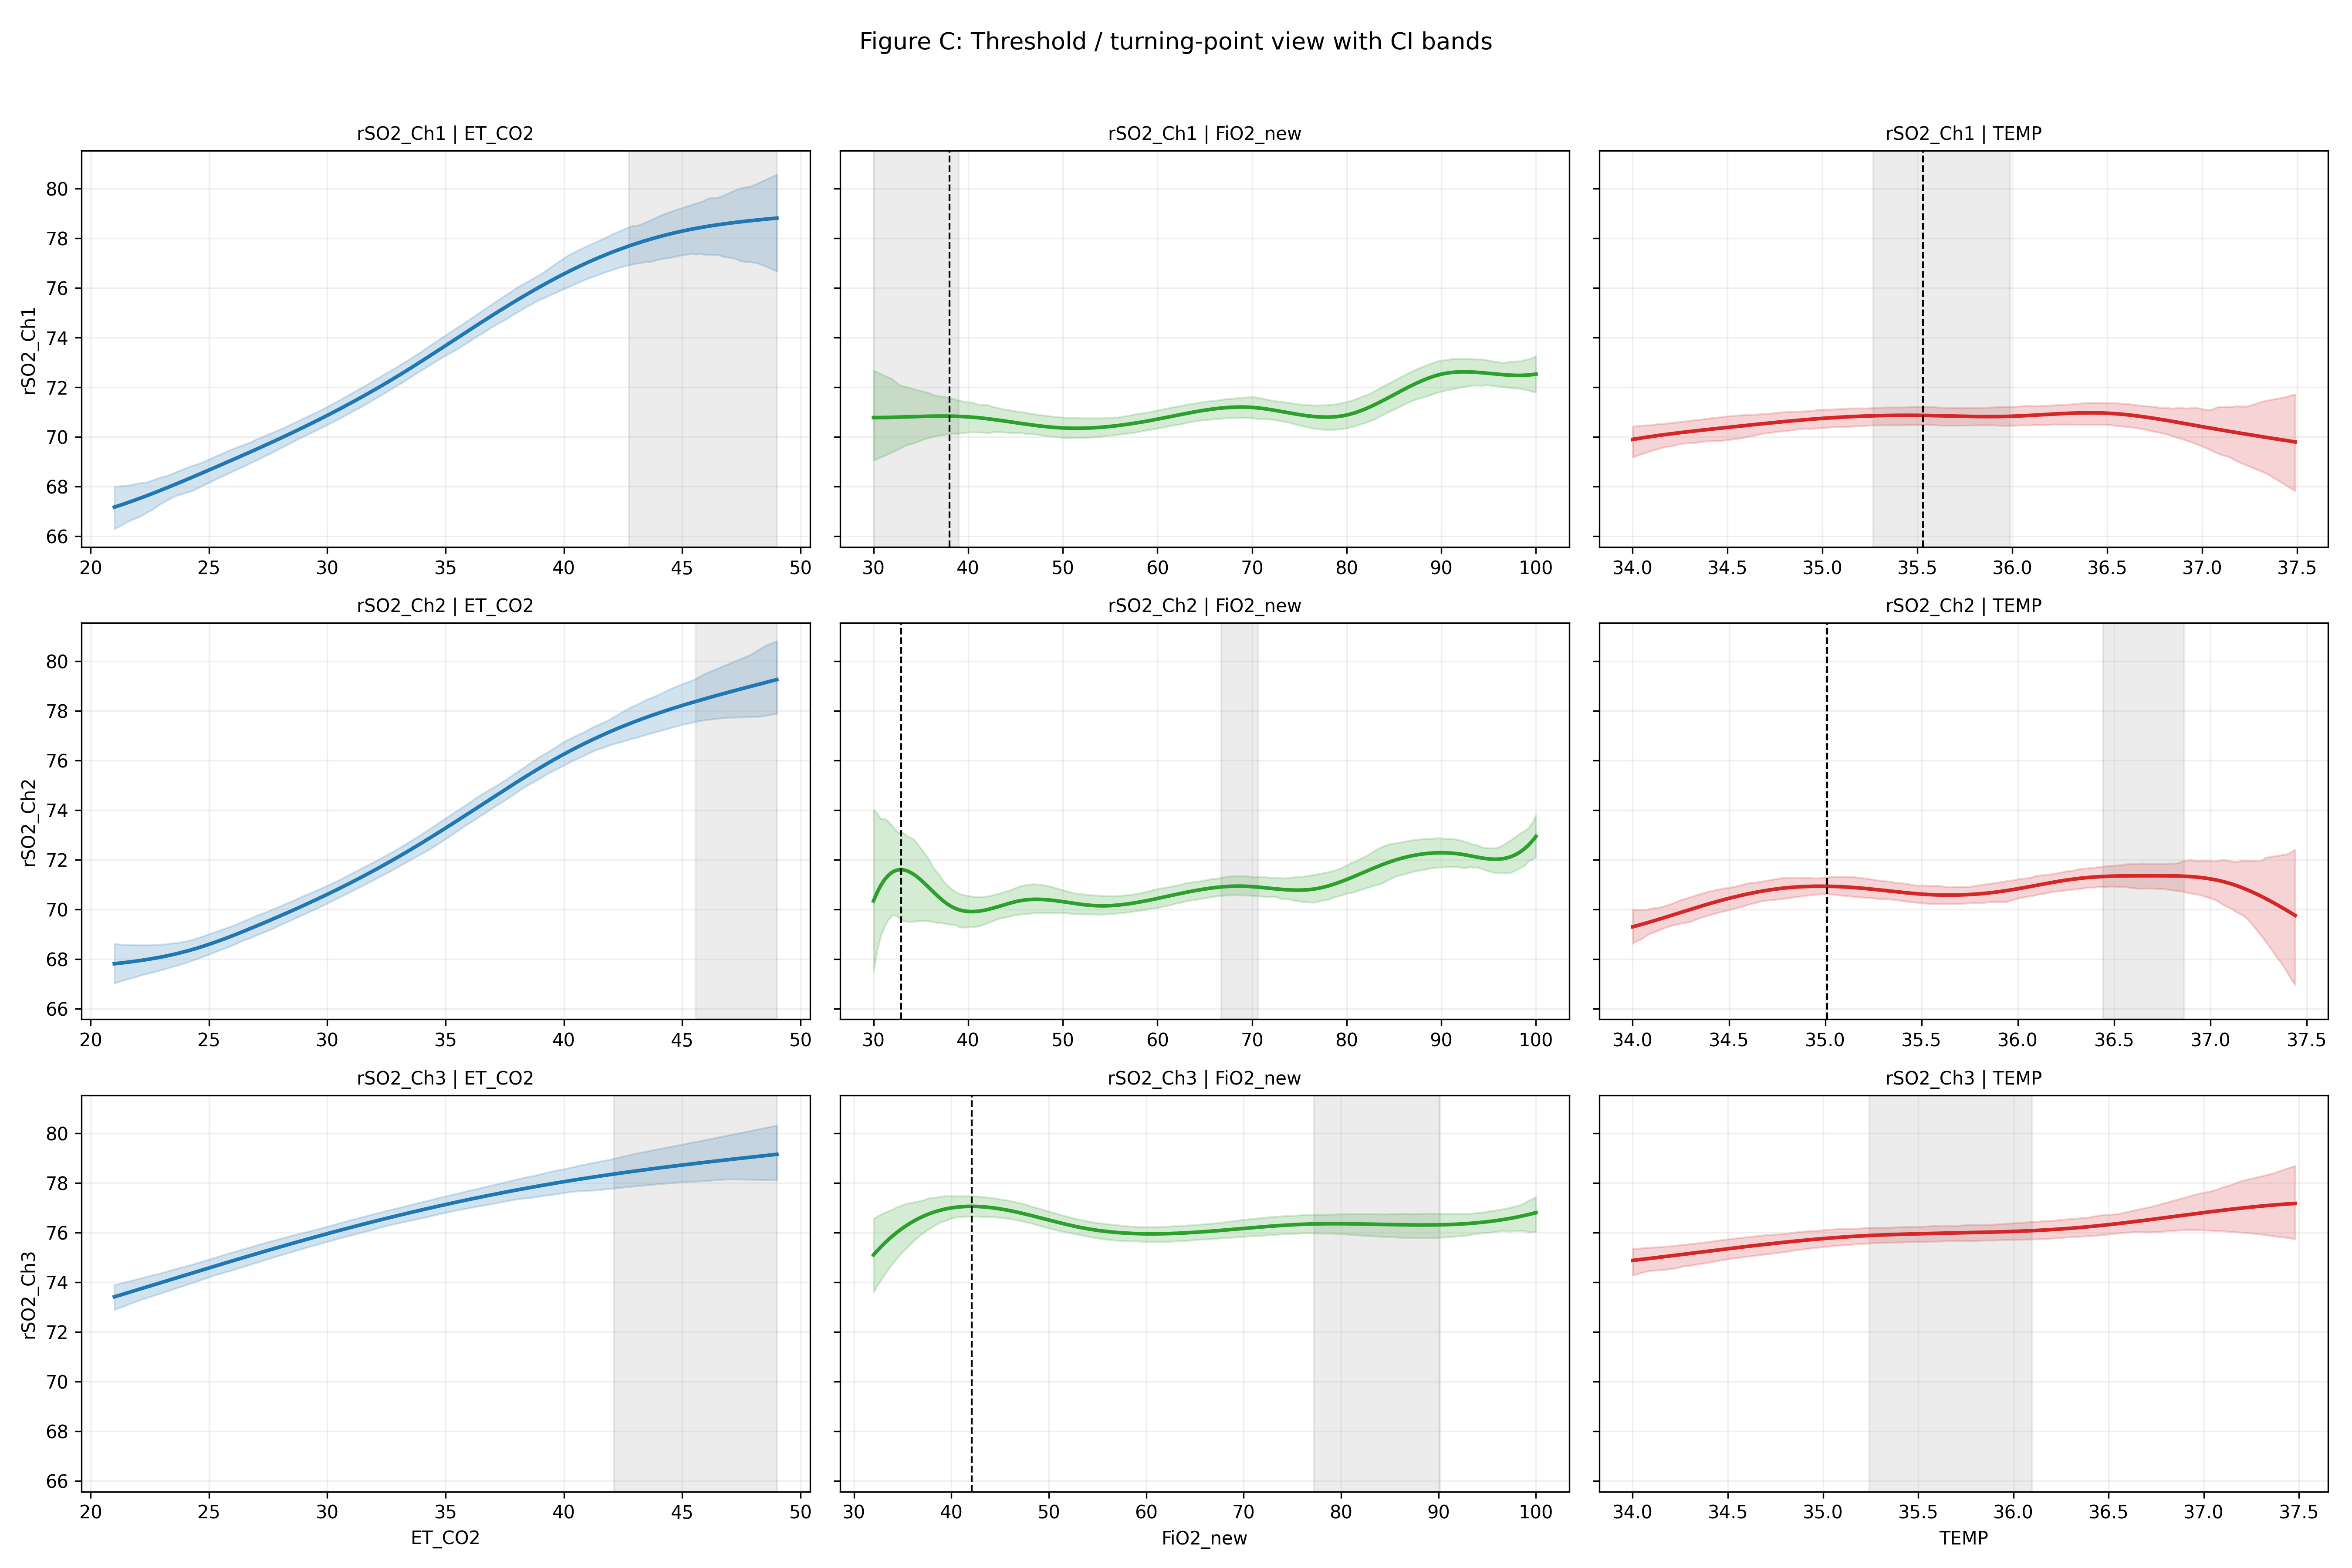 Figure C: Threshold / turning-point view with CI bands
rSO2_Ch1 | ET_CO2
rSO2_Ch1 | FiO2_new
rSO2_Ch1 | TEMP
rSO2_Ch1
80
78
76
74
72
70
68
66
20 25 30 35 40 45 50
30 40 50 60 70 80 90 100
34.0 34.5 35.0 35.5 36.0 36.5 37.0 37.5
rSO2_Ch2 | ET_CO2
rSO2_Ch2 | FiO2_new
rSO2_Ch2 | TEMP
rSO2_Ch2
80
78
76
74
72
70
68
66
20 25 30 35 40 45 50
30 40 50 60 70 80 90 100
34.0 34.5 35.0 35.5 36.0 36.5 37.0 37.5
rSO2_Ch3 | ET_CO2
rSO2_Ch3 | FiO2_new
rSO2_Ch3 | TEMP
rSO2_Ch3
80
78
76
74
72
70
68
66
20 25 30 35 40 45 50
30 40 50 60 70 80 90 100
34.0 34.5 35.0 35.5 36.0 36.5 37.0 37.5
ET_CO2
FiO2_new
TEMP